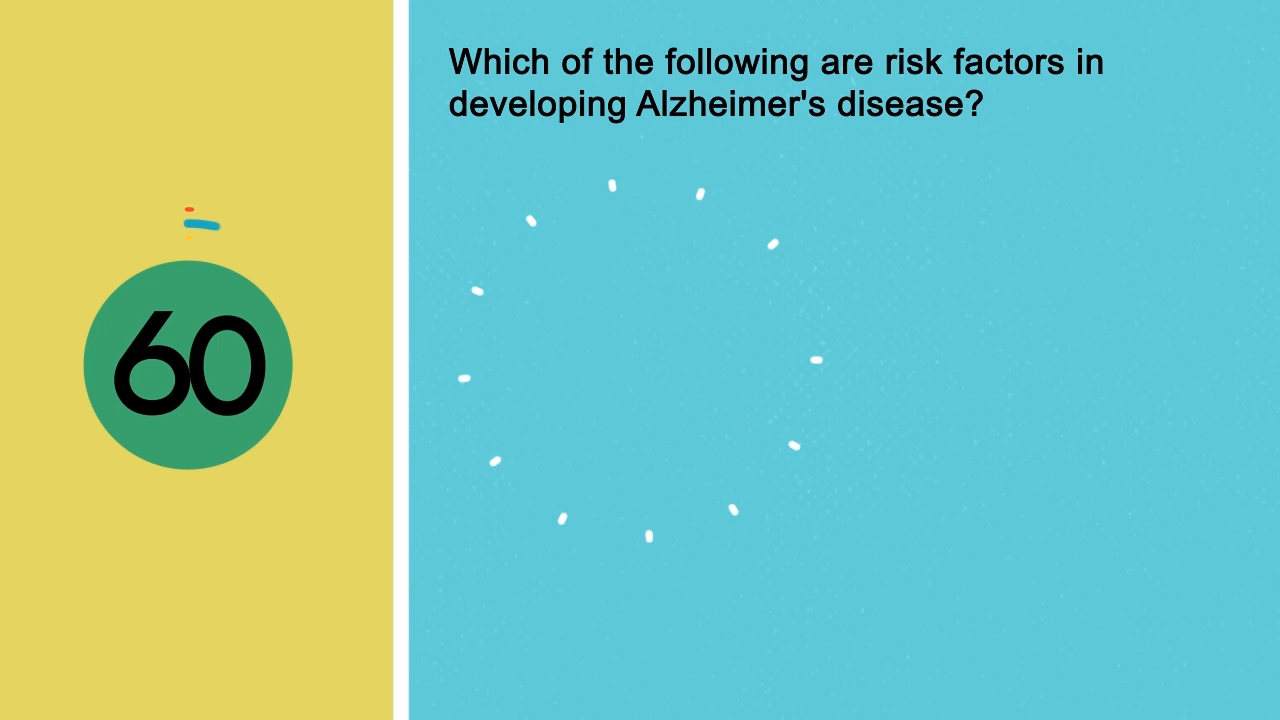 Which of the following are risk factors in
developing Alzheimer's disease?
60